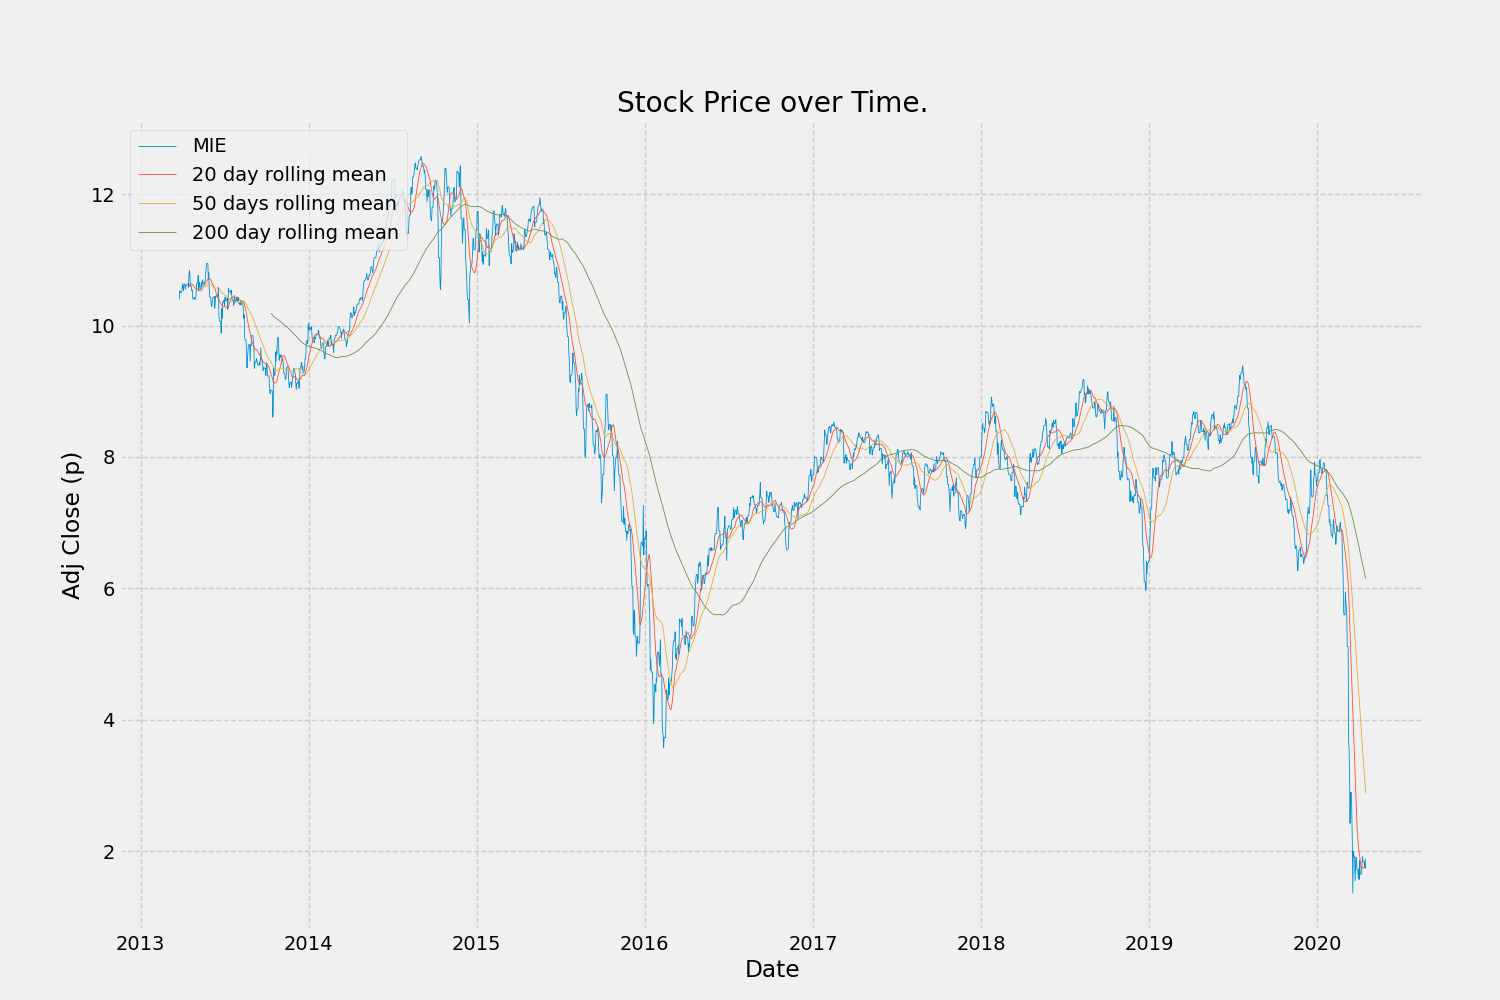 Stock Price over Time.
MIE
20 day rolling mean
50 days rolling mean
200 day rolling mean
12
10
8
6
4
2
Adj Close (p)
2013 2014 2015 2016 2017 2018 2019 2020
Date